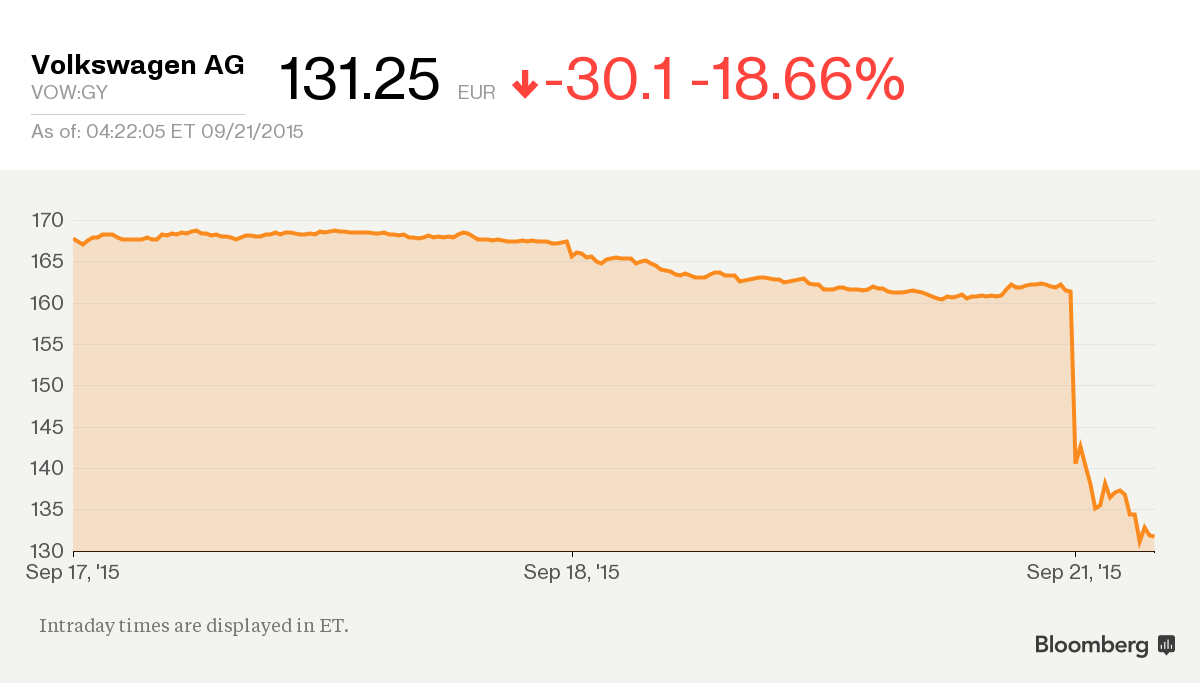 Volkswagen AG
VOW:GY
131.25 EUR -30.1 -18.66%
As of: 04:22:05 ET 09/21/2015
170
165
160
155
150
145
140
135
130
Sep 17, '15 Sep 18, '15 Sep 21, '15
Intraday times are displayed in ET.
Bloomberg